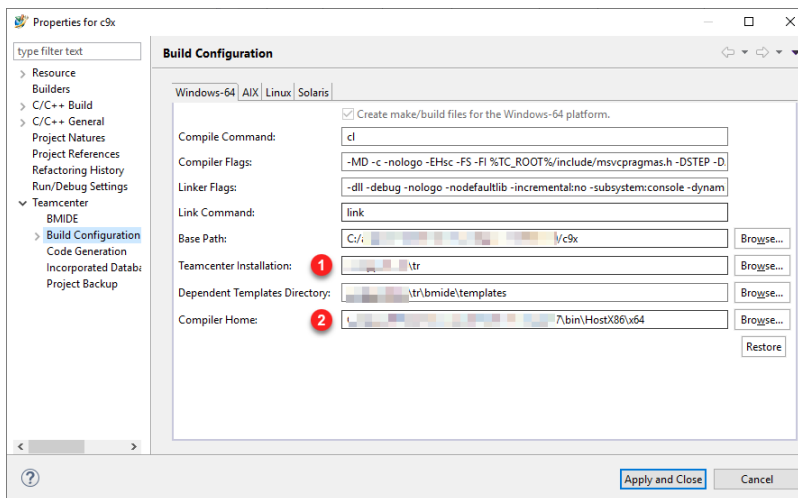 Properties for c9x
type filter text
Build Configuration
Resource
Builders
C/C++ Build
C/C++ General
Project Natures
Project References
Refactoring History
Run/Debug Settings
Teamcenter
BMIDE
Build Configuration
Code Generation
Incorporated Databa
Project Backup
Windows-64 AIX Linux Solaris
Create make/build files for the Windows-64 platform.
Compile Command: cl
Compiler Flags: -MD -c -nologo -EHsc -FS -FI %TC_ROOT%/include/msvcpragmas.h -DSTEP -D
Linker Flags: -dll -debug -nologo -nodefaultlib -incremental:no -subsystem:console -dynam
Link Command: link
Base Path: C:/ /c9x Browse...
Teamcenter Installation: 1 \tr Browse...
Dependent Templates Directory: \tr\bmide\templates Browse...
Compiler Home: 2 7\bin\HostX86\x64 Browse...
Restore
? Apply and Close Cancel